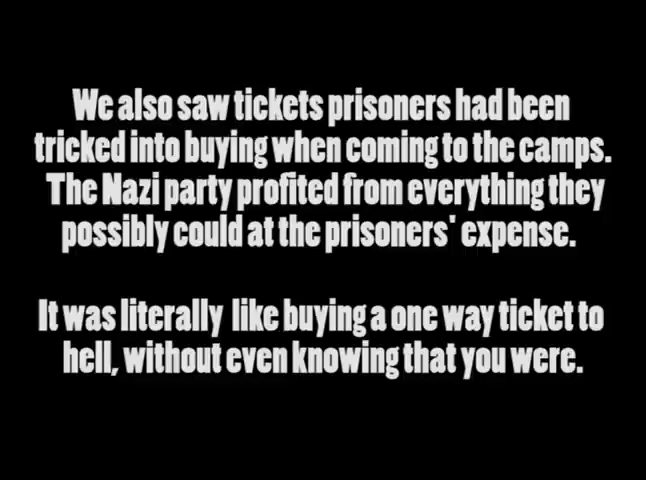 We also saw tickets prisoners had been
tricked into buying when coming to the camps.
The Nazi party profited from everything they
possibly could at the prisoners' expense.
It was literally like buying a one way ticket to
hell, without even knowing that you were.